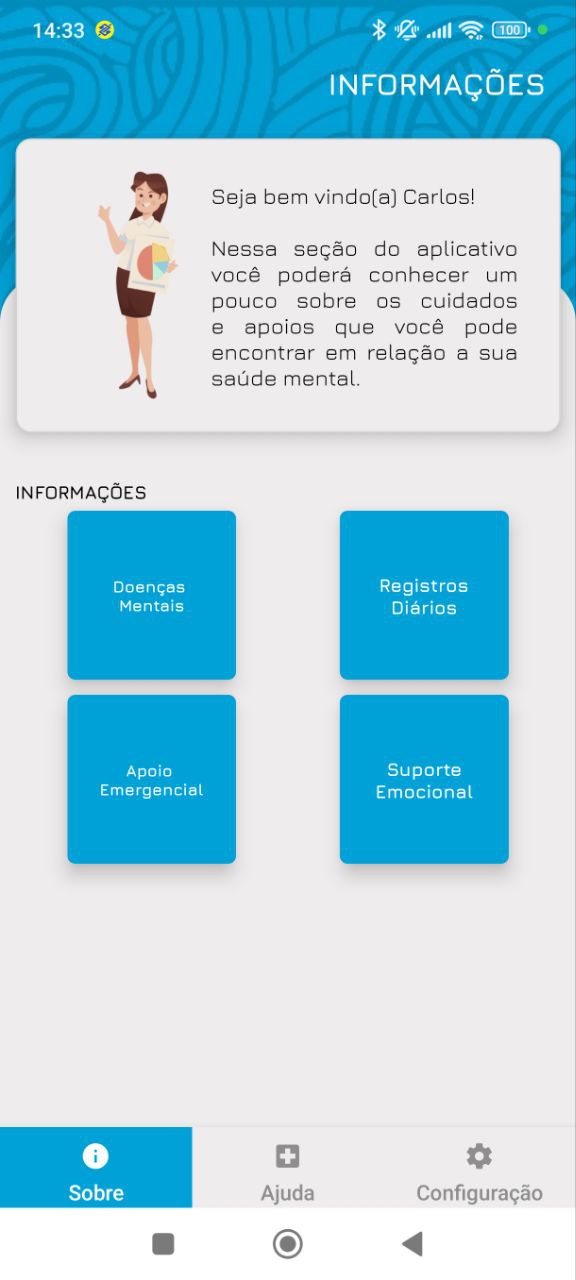 14:33
100
INFORMAÇÕES
Seja bem vindo(a) Carlos!
Nessa seção do aplicativo
você poderá conhecer um
pouco sobre os cuidados
e apoios que você pode
encontrar em relação a sua
saúde mental.
INFORMAÇÕES
Doenças
Mentais
Registros
Diários
Apoio
Emergencial
Suporte
Emocional
Sobre
Ajuda
Configuração